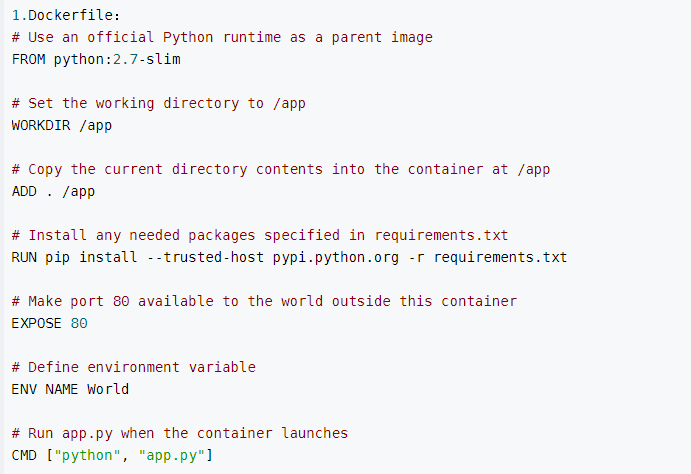 1.Dockerfile:
# Use an official Python runtime as a parent image
FROM python:2.7-slim
# Set the working directory to /app
WORKDIR /app
# Copy the current directory contents into the container at /app
ADD . /app
# Install any needed packages specified in requirements.txt
RUN pip install --trusted-host pypi.python.org -r requirements.txt
# Make port 80 available to the world outside this container
EXPOSE 80
# Define environment variable
ENV NAME World
# Run app.py when the container launches
CMD ["python", "app.py"]